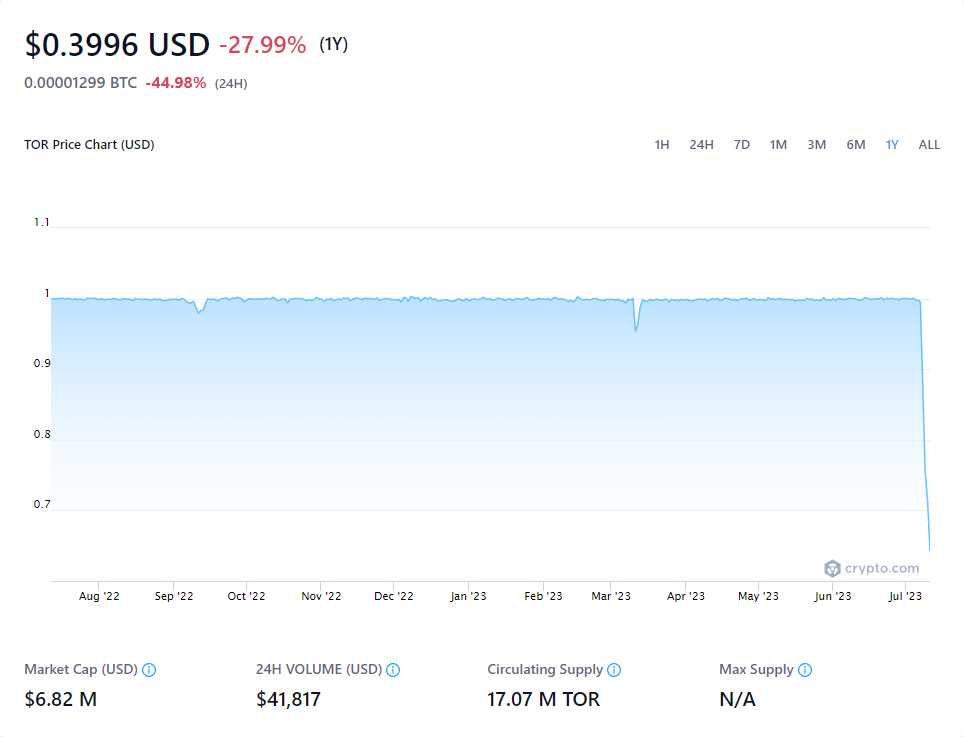 $0.3996 USD -27.99% (1Y)
0.00001299 BTC -44.98% (24H)
TOR Price Chart (USD) 1H 24H 7D 1M 3M 6M 1Y ALL
1.1
1
0.9
0.8
0.7
crypto.com
Aug '22 Sep '22 Oct '22 Nov '22 Dec '22 Jan '23 Feb '23 Mar '23 Apr '23 May '23 Jun '23 Jul '23
Market Cap (USD) 24H VOLUME (USD) Circulating Supply Max Supply
$6.82 M $41,817 17.07 M TOR N/A